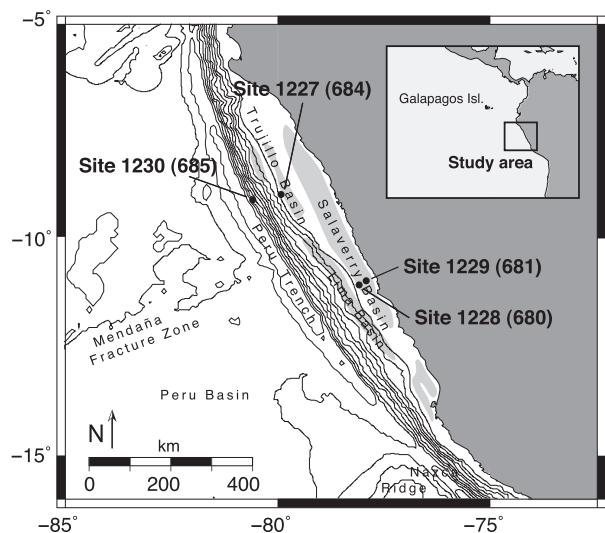 −5°
Galapagos Isl.
Study area
Site 1227 (684)
Trujillo Basin
Site 1230 (685)
Salaverry Basin
−10°
Peru Trench
Lima Basin
Site 1229 (681)
Site 1228 (680)
Mendaña
Fracture Zone
Peru Basin
N
km
−15°
0 200 400
Nazca
Ridge
−85° −80° −75°